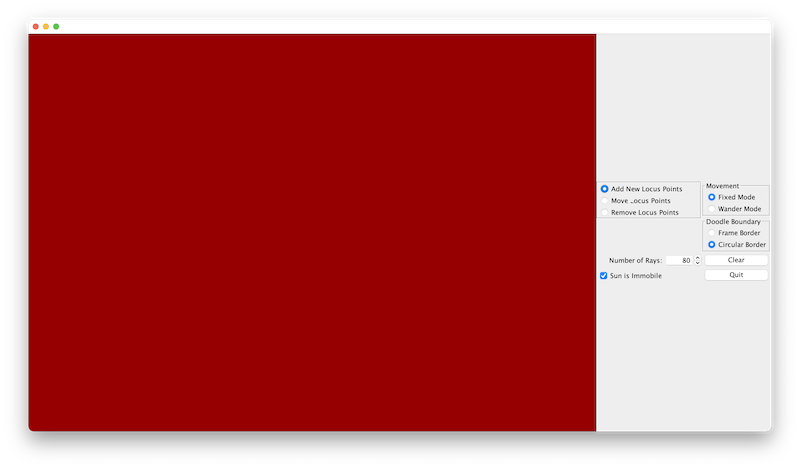 Add New Locus Points
Move Locus Points
Remove Locus Points
Movement
Fixed Mode
Wander Mode
Doodle Boundary
Frame Border
Circular Border
Number of Rays: 80
Clear
Sun is Immobile
Quit